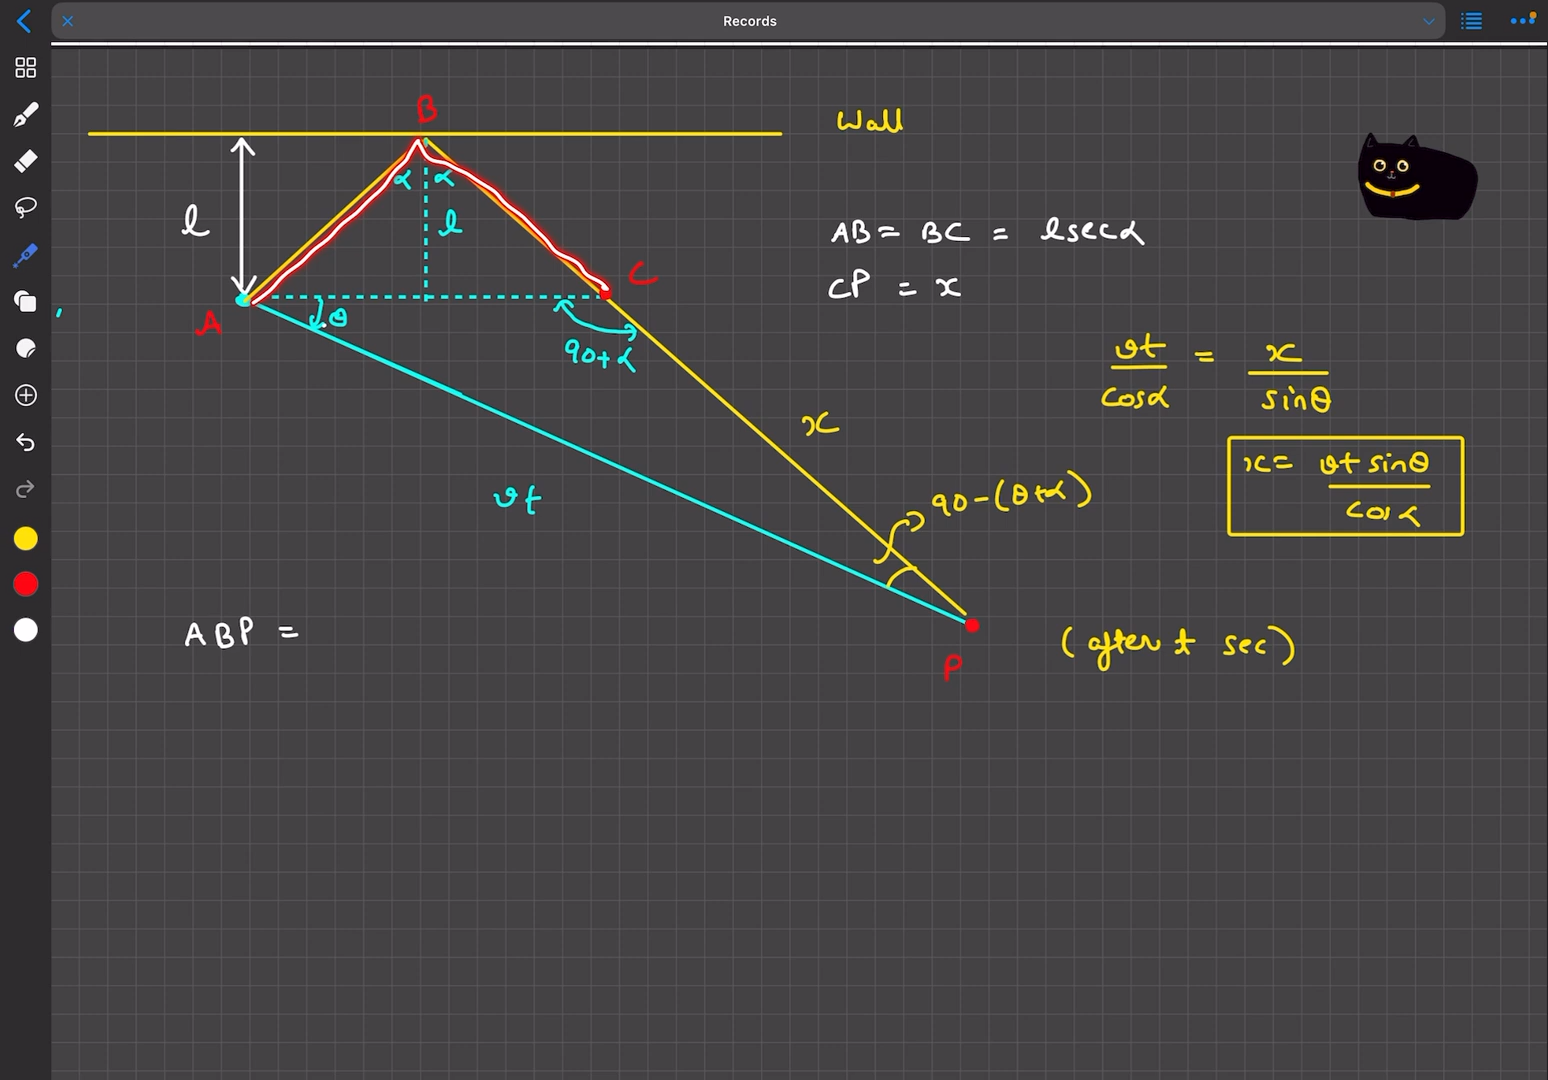 Records
B
Wall
α α
l
l
AB = BC = l secα
C
CP = x
A
θ
90+α
vt/cosα = x/sinθ
x
x = vt sinθ/cosα
90-(θ+α)
vt
ABP =
(after t sec)
P